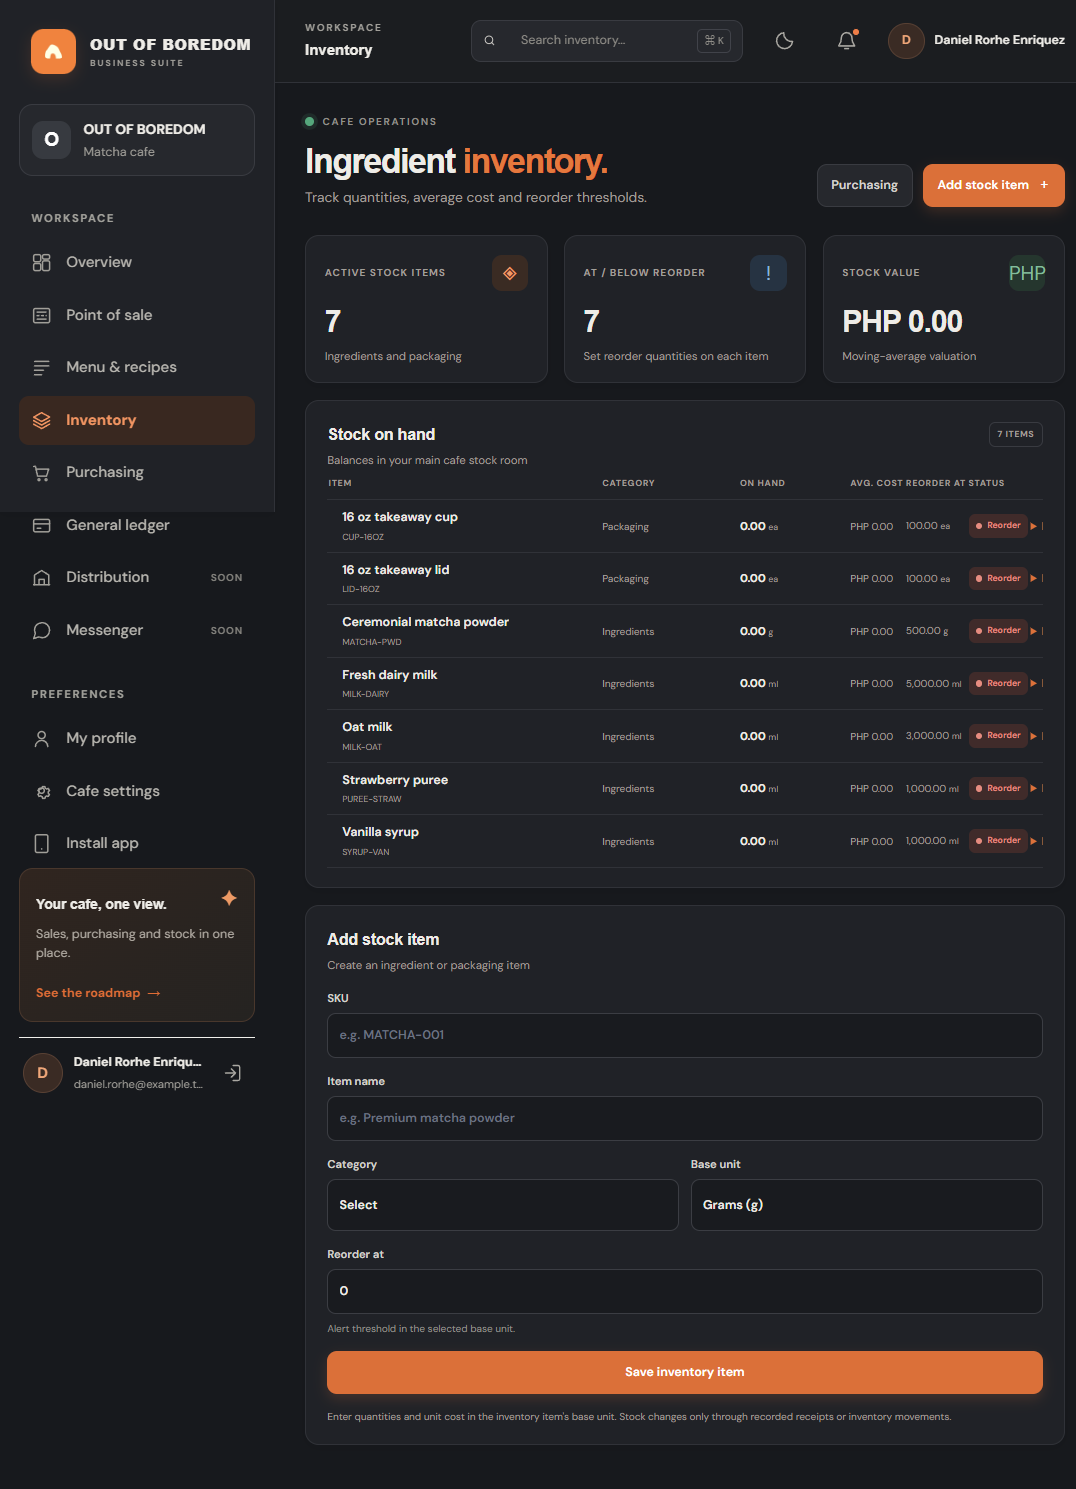 OUT OF BOREDOM
BUSINESS SUITE
O
OUT OF BOREDOM
Matcha cafe
WORKSPACE
Overview
Point of sale
Menu & recipes
Inventory
Purchasing
General ledger
Distribution SOON
Messenger SOON
PREFERENCES
My profile
Cafe settings
Install app
Your cafe, one view.
Sales, purchasing and stock in one
place.
See the roadmap →
D
Daniel Rorhe Enriqu...
daniel.rorhe@example.t...
WORKSPACE
Inventory
Search inventory...
⌘K
D
Daniel Rorhe Enriquez
CAFE OPERATIONS
Ingredient inventory.
Track quantities, average cost and reorder thresholds.
Purchasing
Add stock item +
ACTIVE STOCK ITEMS
7
Ingredients and packaging
AT / BELOW REORDER
!
7
Set reorder quantities on each item
STOCK VALUE
PHP
PHP 0.00
Moving-average valuation
Stock on hand
7 ITEMS
Balances in your main cafe stock room
ITEM CATEGORY ON HAND AVG. COST REORDER AT STATUS
16 oz takeaway cup
CUP-16OZ
Packaging 0.00 ea PHP 0.00 100.00 ea Reorder
16 oz takeaway lid
LID-16OZ
Packaging 0.00 ea PHP 0.00 100.00 ea Reorder
Ceremonial matcha powder
MATCHA-PWD
Ingredients 0.00 g PHP 0.00 500.00 g Reorder
Fresh dairy milk
MILK-DAIRY
Ingredients 0.00 ml PHP 0.00 5,000.00 ml Reorder
Oat milk
MILK-OAT
Ingredients 0.00 ml PHP 0.00 3,000.00 ml Reorder
Strawberry puree
PUREE-STRAW
Ingredients 0.00 ml PHP 0.00 1,000.00 ml Reorder
Vanilla syrup
SYRUP-VAN
Ingredients 0.00 ml PHP 0.00 1,000.00 ml Reorder
Add stock item
Create an ingredient or packaging item
SKU
e.g. MATCHA-001
Item name
e.g. Premium matcha powder
Category
Select
Base unit
Grams (g)
Reorder at
0
Alert threshold in the selected base unit.
Save inventory item
Enter quantities and unit cost in the inventory item's base unit. Stock changes only through recorded receipts or inventory movements.